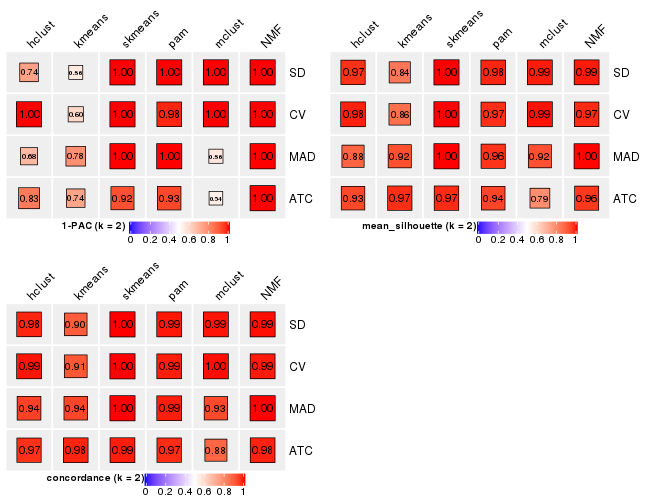 hclust kmeans skmeans pam mclust NMF
0.74 0.56 1.00 1.00 1.00 1.00 SD
1.00 0.60 1.00 0.98 1.00 1.00 CV
0.68 0.78 1.00 1.00 0.56 1.00 MAD
0.83 0.74 0.92 0.93 0.54 1.00 ATC
1-PAC (k = 2)
0 0.2 0.4 0.6 0.8 1
hclust kmeans skmeans pam mclust NMF
0.97 0.84 1.00 0.98 0.99 0.99 SD
0.98 0.86 1.00 0.97 0.99 0.97 CV
0.88 0.92 1.00 0.96 0.92 1.00 MAD
0.93 0.97 0.97 0.94 0.79 0.96 ATC
mean_silhouette (k = 2)
0 0.2 0.4 0.6 0.8 1
hclust kmeans skmeans pam mclust NMF
0.98 0.90 1.00 0.99 0.99 0.99 SD
0.99 0.91 1.00 0.99 1.00 0.99 CV
0.94 0.94 1.00 0.99 0.93 1.00 MAD
0.97 0.98 0.99 0.97 0.88 0.98 ATC
concordance (k = 2)
0 0.2 0.4 0.6 0.8 1